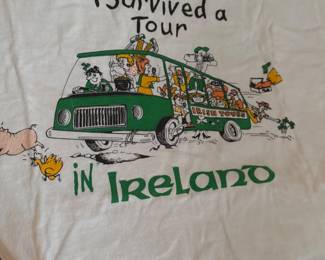 I Survived a
Tour
IRISH TOURS
IN IRELAND